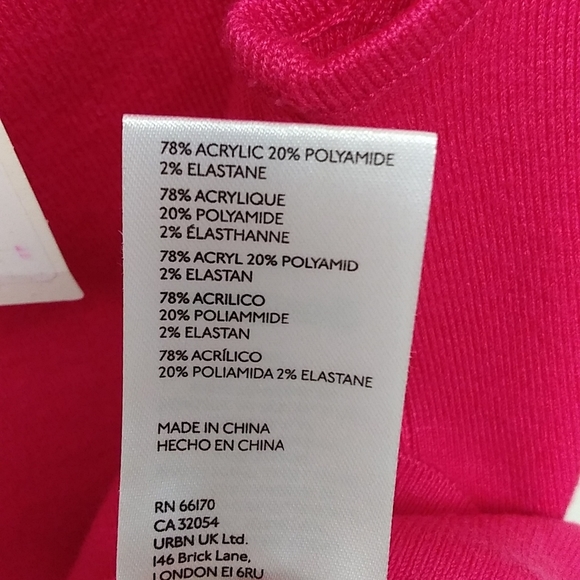 78% ACRYLIC 20% POLYAMIDE
2% ELASTANE
78% ACRYLIQUE
20% POLYAMIDE
2% ÉLASTHANNE
78% ACRYL 20% POLYAMID
2% ELASTAN
78% ACRILICO
20% POLIAMMIDE
2% ELASTAN
78% ACRÍLICO
20% POLIAMIDA 2% ELASTANE
MADE IN CHINA
HECHO EN CHINA
RN 66170
CA 32054
URBN UK Ltd.
146 Brick Lane,
LONDON E1 6RU